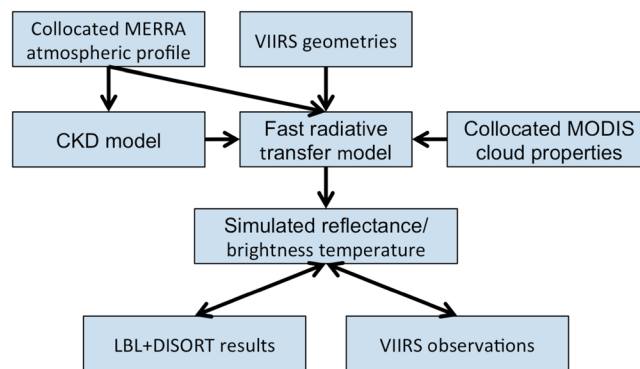 Collocated MERRA
atmospheric profile
VIIRS geometries
CKD model
Fast radiative
transfer model
Collocated MODIS
cloud properties
Simulated reflectance/
brightness temperature
LBL+DISORT results
VIIRS observations